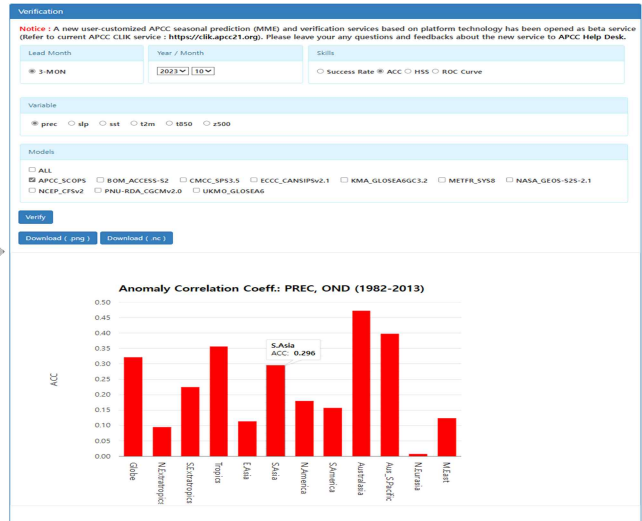 Verification
Notice : A new user-customized APCC seasonal prediction (MME) and verification services based on platform technology has been opened as beta service
(Refer to current APCC CLIK service : https://clik.apcc21.org). Please leave your any questions and feedbacks about the new service to APCC Help Desk.
Lead Month Year / Month Skills
3-MON 2023 10 Success Rate ACC HSS ROC Curve
Variable
prec slp sst t2m t850 z500
Models
ALL
APCC_SCOPS BOM_ACCESS-S2 CMCC_SPS3.5 ECCC_CANSIPSv2.1 KMA_GLOSEA6GC3.2 METFR_SYS8 NASA_GEOS-S2S-2.1
NCEP_CFSv2 PNU-RDA_CGCMv2.0 UKMO_GLOSEA6
Verify
Download ( .png ) Download ( .nc )
Anomaly Correlation Coeff.: PREC, OND (1982-2013)
0.50
0.45
0.40
0.35
0.30
0.25
0.20
0.15
0.10
0.05
0.00
ACC
S.Asia
ACC: 0.296
Globe
N.Extratropics
S.Extratropics
Tropics
E.Asia
S.Asia
N.America
S.America
Australasia
Aus_S.Pacific
N.Eurasia
M.East